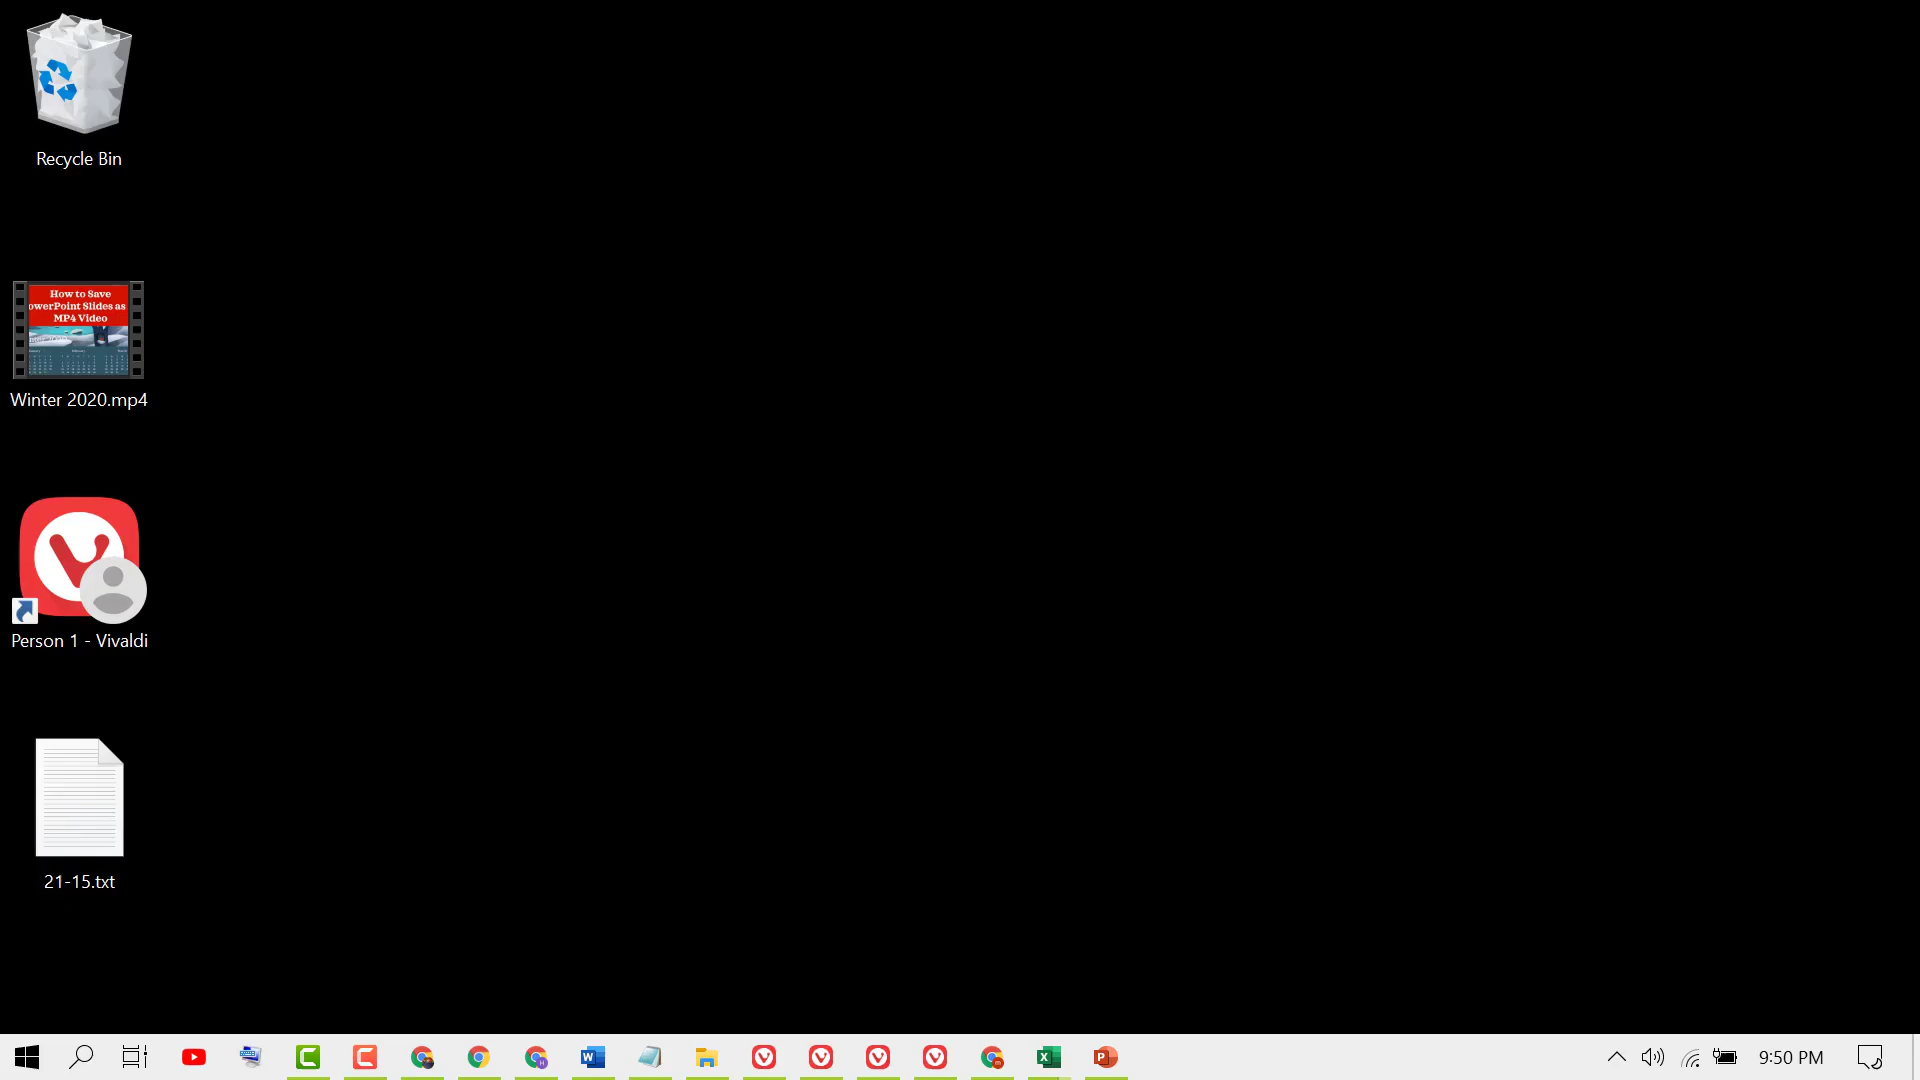 Recycle Bin
How to Save
owerPoint Slides as
MP4 Video
Winter 2020.mp4
Person 1 - Vivaldi
21-15.txt
9:50 PM